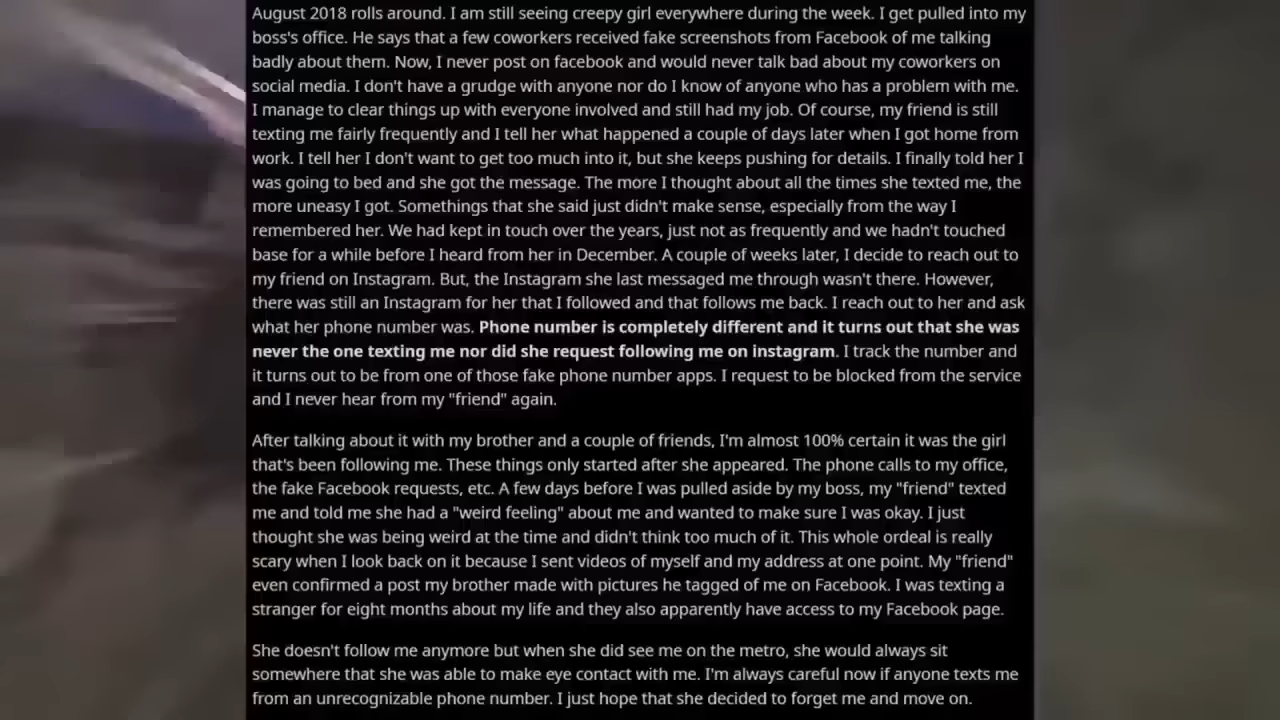 August 2018 rolls around. I am still seeing creepy girl everywhere during the week. I get pulled into my
boss's office. He says that a few coworkers received fake screenshots from Facebook of me talking
badly about them. Now, I never post on facebook and would never talk bad about my coworkers on
social media. I don't have a grudge with anyone nor do I know of anyone who has a problem with me.
I manage to clear things up with everyone involved and still had my job. Of course, my friend is still
texting me fairly frequently and I tell her what happened a couple of days later when I got home from
work. I tell her I don't want to get too much into it, but she keeps pushing for details. I finally told her I
was going to bed and she got the message. The more I thought about all the times she texted me, the
more uneasy I got. Somethings that she said just didn't make sense, especially from the way I
remembered her. We had kept in touch over the years, just not as frequently and we hadn't touched
base for a while before I heard from her in December. A couple of weeks later, I decide to reach out to
my friend on Instagram. But, the Instagram she last messaged me through wasn't there. However,
there was still an Instagram for her that I followed and that follows me back. I reach out to her and ask
what her phone number was. Phone number is completely different and it turns out that she was
never the one texting me nor did she request following me on instagram. I track the number and
it turns out to be from one of those fake phone number apps. I request to be blocked from the service
and I never hear from my "friend" again.
After talking about it with my brother and a couple of friends, I'm almost 100% certain it was the girl
that's been following me. These things only started after she appeared. The phone calls to my office,
the fake Facebook requests, etc. A few days before I was pulled aside by my boss, my "friend" texted
me and told me she had a "weird feeling" about me and wanted to make sure I was okay. I just
thought she was being weird at the time and didn't think too much of it. This whole ordeal is really
scary when I look back on it because I sent videos of myself and my address at one point. My "friend"
even confirmed a post my brother made with pictures he tagged of me on Facebook. I was texting a
stranger for eight months about my life and they also apparently have access to my Facebook page.
She doesn't follow me anymore but when she did see me on the metro, she would always sit
somewhere that she was able to make eye contact with me. I'm always careful now if anyone texts me
from an unrecognizable phone number. I just hope that she decided to forget me and move on.